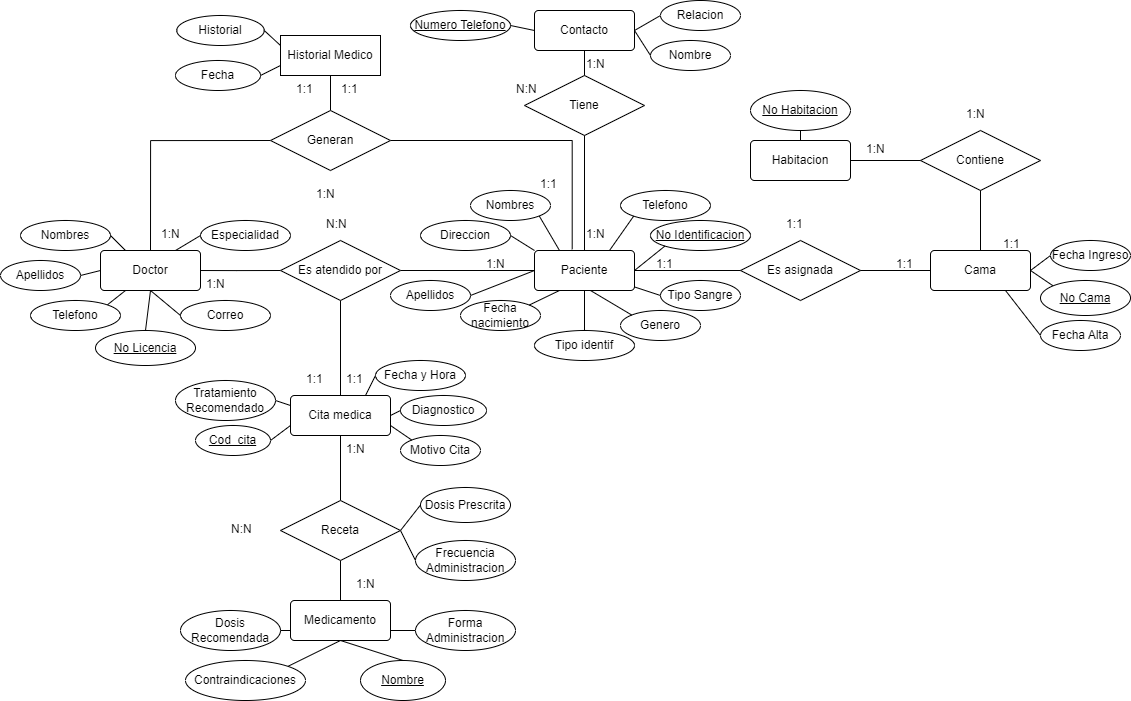 Historial
Historial Medico
Fecha
1:1
1:1
Generan
1:N
Numero Telefono
Contacto
Relacion
Nombre
1:N
N:N
Tiene
1:1
1:N
No Habitacion
Habitacion
1:N
1:N
Contiene
1:1
Nombres
Especialidad
1:N
Doctor
Apellidos
1:N
Telefono
Correo
No Licencia
N:N
Es atendido por
1:N
Nombres
Telefono
Direccion
No Identificacion
Paciente
1:1
Apellidos
Tipo Sangre
Fecha
nacimiento
Genero
Tipo identif
1:1
Es asignada
1:1
Cama
Fecha Ingreso
No Cama
Fecha Alta
1:1
1:1
Fecha y Hora
Tratamiento
Recomendado
Cita medica
Diagnostico
Cod_cita
Motivo Cita
1:N
N:N
Receta
Dosis Prescrita
Frecuencia
Administracion
1:N
Medicamento
Dosis
Recomendada
Forma
Administracion
Contraindicaciones
Nombre